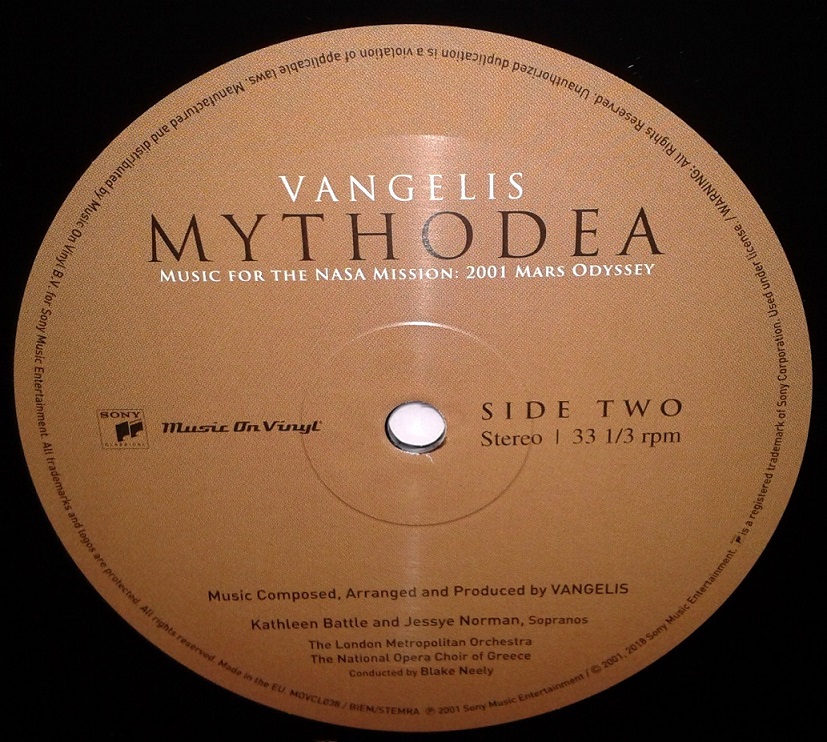 VANGELIS
MYTHODEA
MUSIC FOR THE NASA MISSION: 2001 MARS ODYSSEY
SONY
CLASSICAL
Music On Vinyl
SIDE TWO
Stereo | 33 1/3 rpm
Music Composed, Arranged and Produced by VANGELIS
Kathleen Battle and Jessye Norman, Sopranos
The London Metropolitan Orchestra
The National Opera Choir of Greece
Conducted by Blake Neely
Manufactured and distributed by Music On Vinyl B.V. for Sony Music Entertainment. All trademarks and logos are protected. All rights reserved. Made in the EU. MOVCL038 / BIEM/STEMRA ℗ 2001 Sony Music Entertainment / © 2001, 2018 Sony Music Entertainment. is a registered trademark of Sony Corporation. Used under license. / WARNING: All Rights Reserved. Unauthorized duplication is a violation of applicable laws.